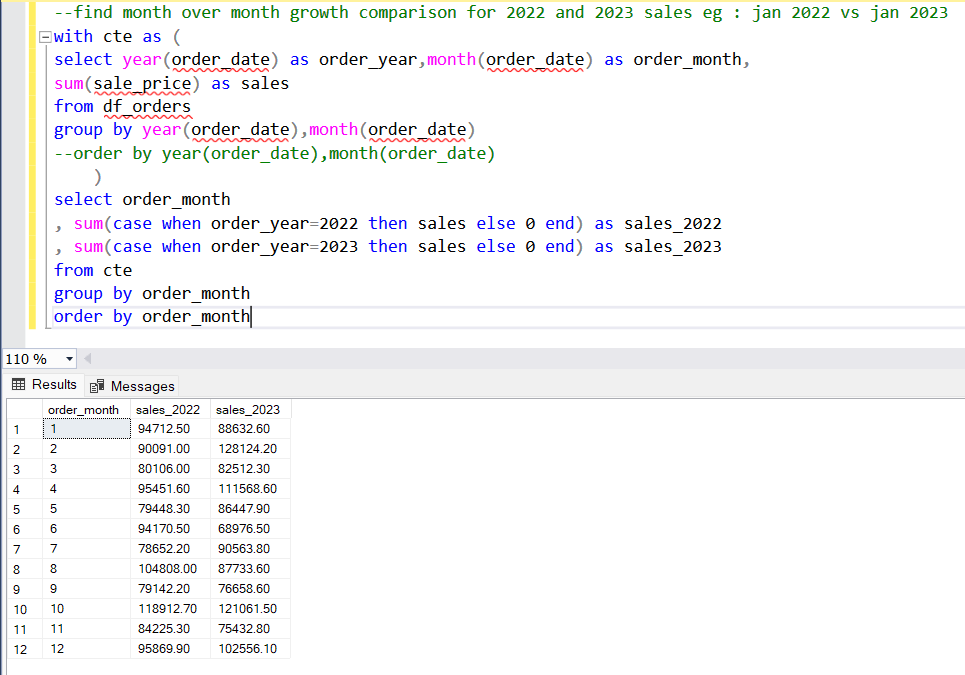 --find month over month growth comparison for 2022 and 2023 sales eg : jan 2022 vs jan 2023
with cte as (
select year(order_date) as order_year,month(order_date) as order_month,
sum(sale_price) as sales
from df_orders
group by year(order_date),month(order_date)
--order by year(order_date),month(order_date)
)
select order_month
, sum(case when order_year=2022 then sales else 0 end) as sales_2022
, sum(case when order_year=2023 then sales else 0 end) as sales_2023
from cte
group by order_month
order by order_month
110 %
Results Messages
order_month sales_2022 sales_2023
1 1 94712.50 88632.60
2 2 90091.00 128124.20
3 3 80106.00 82512.30
4 4 95451.60 111568.60
5 5 79448.30 86447.90
6 6 94170.50 68976.50
7 7 78652.20 90563.80
8 8 104808.00 87733.60
9 9 79142.20 76658.60
10 10 118912.70 121061.50
11 11 84225.30 75432.80
12 12 95869.90 102556.10